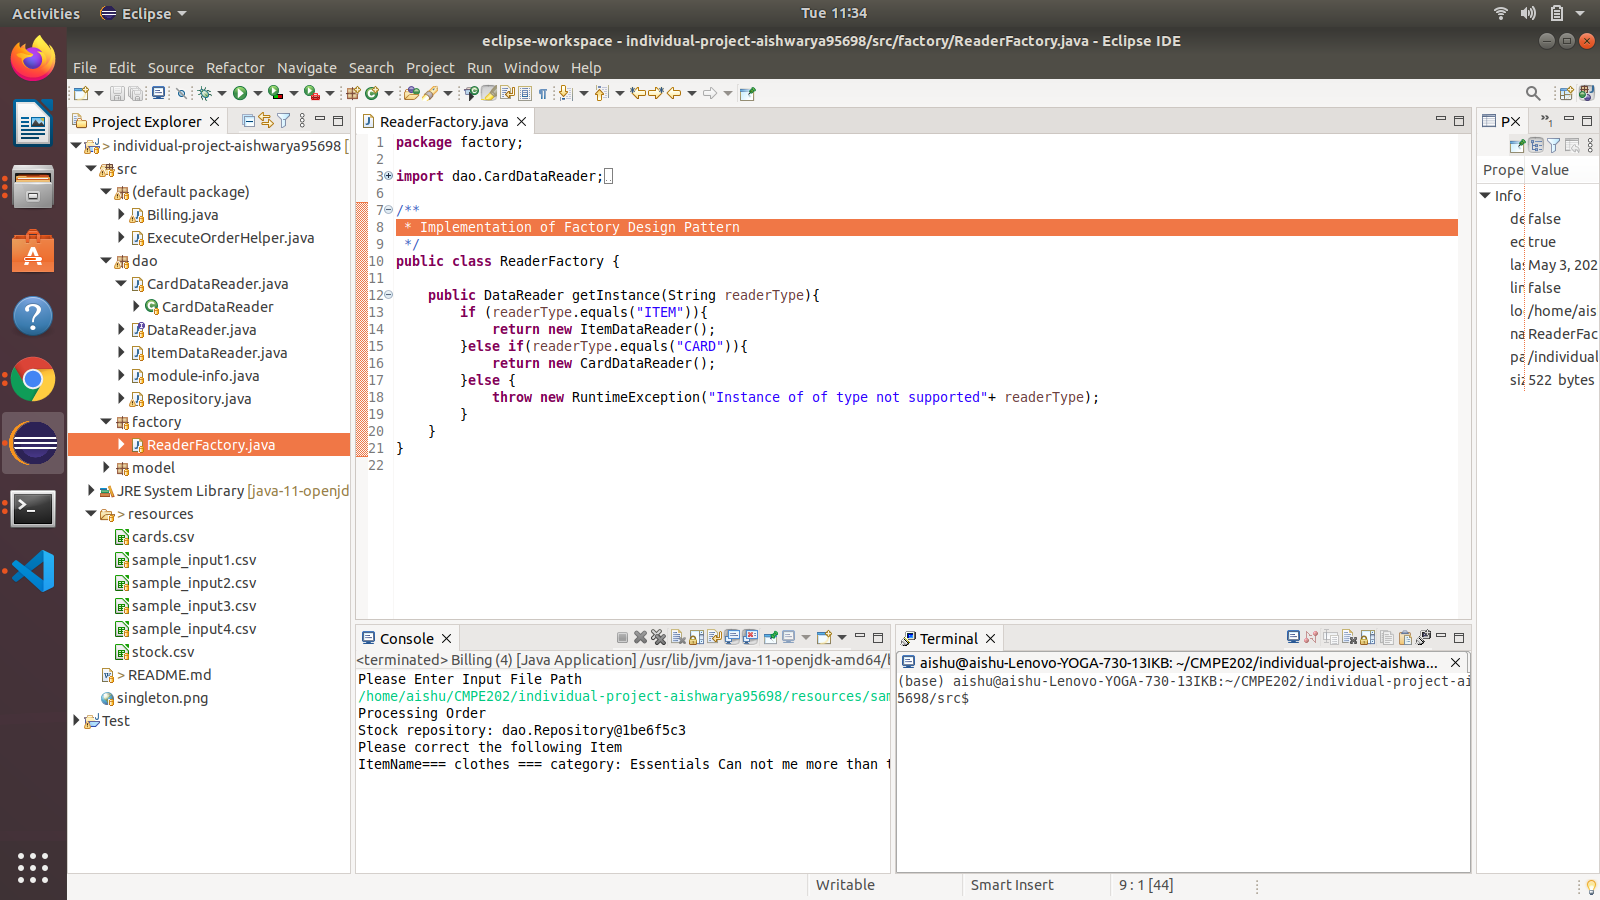 Activities
Eclipse
Tue 11:34
eclipse-workspace - individual-project-aishwarya95698/src/factory/ReaderFactory.java - Eclipse IDE
File Edit Source Refactor Navigate Search Project Run Window Help
Project Explorer
> individual-project-aishwarya95698 [
src
(default package)
Billing.java
ExecuteOrderHelper.java
dao
CardDataReader.java
CardDataReader
DataReader.java
ItemDataReader.java
module-info.java
Repository.java
factory
ReaderFactory.java
model
JRE System Library [java-11-openjd
> resources
cards.csv
sample_input1.csv
sample_input2.csv
sample_input3.csv
sample_input4.csv
stock.csv
> README.md
singleton.png
Test
ReaderFactory.java
1 package factory;
2
3 import dao.CardDataReader;
6
7 /**
8 * Implementation of Factory Design Pattern
9 */
10 public class ReaderFactory {
11
12 public DataReader getInstance(String readerType){
13 if (readerType.equals("ITEM")){
14 return new ItemDataReader();
15 }else if(readerType.equals("CARD")){
16 return new CardDataReader();
17 }else {
18 throw new RuntimeException("Instance of of type not supported"+ readerType);
19 }
20 }
21 }
22
P
»1
Prope Value
Info
de false
ec true
las May 3, 202
lin false
lo /home/ais
na ReaderFac
pa /individual
siz 522 bytes
Console
<terminated> Billing (4) [Java Application] /usr/lib/jvm/java-11-openjdk-amd64/b
Please Enter Input File Path
/home/aishu/CMPE202/individual-project-aishwarya95698/resources/sam
Processing Order
Stock repository: dao.Repository@1be6f5c3
Please correct the following Item
ItemName=== clothes === category: Essentials Can not me more than t
Terminal
aishu@aishu-Lenovo-YOGA-730-13IKB: ~/CMPE202/individual-project-aishwa...
(base) aishu@aishu-Lenovo-YOGA-730-13IKB:~/CMPE202/individual-project-ai
5698/src$
Writable
Smart Insert
9 : 1 [44]